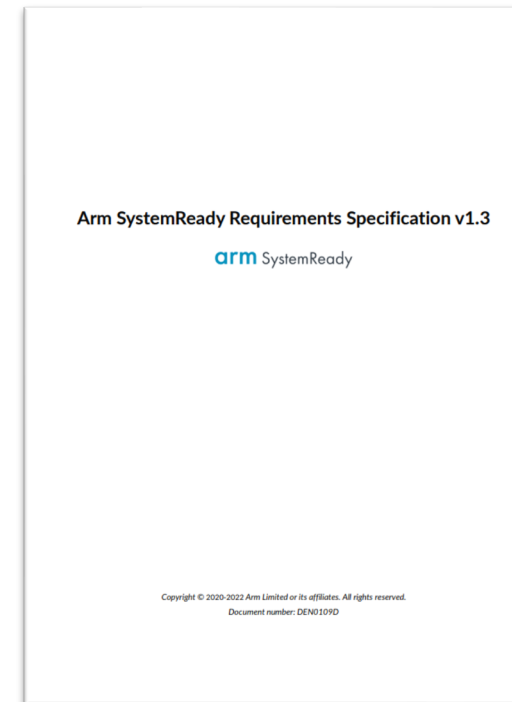 Arm SystemReady Requirements Specification v1.3
arm SystemReady
Copyright © 2020-2022 Arm Limited or its affiliates. All rights reserved.
Document number: DEN0109D